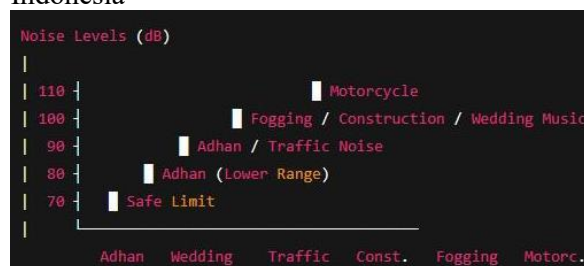 Indonesia
Noise Levels (dB)
|
| 110 ┤ █ Motorcycle
| 100 ┤ █ Fogging / Construction / Wedding Music
| 90 ┤ █ Adhan / Traffic Noise
| 80 ┤ █ Adhan (Lower Range)
| 70 ┤ █ Safe Limit
| └────────────────────
Adhan Wedding Traffic Const. Fogging Motorc.